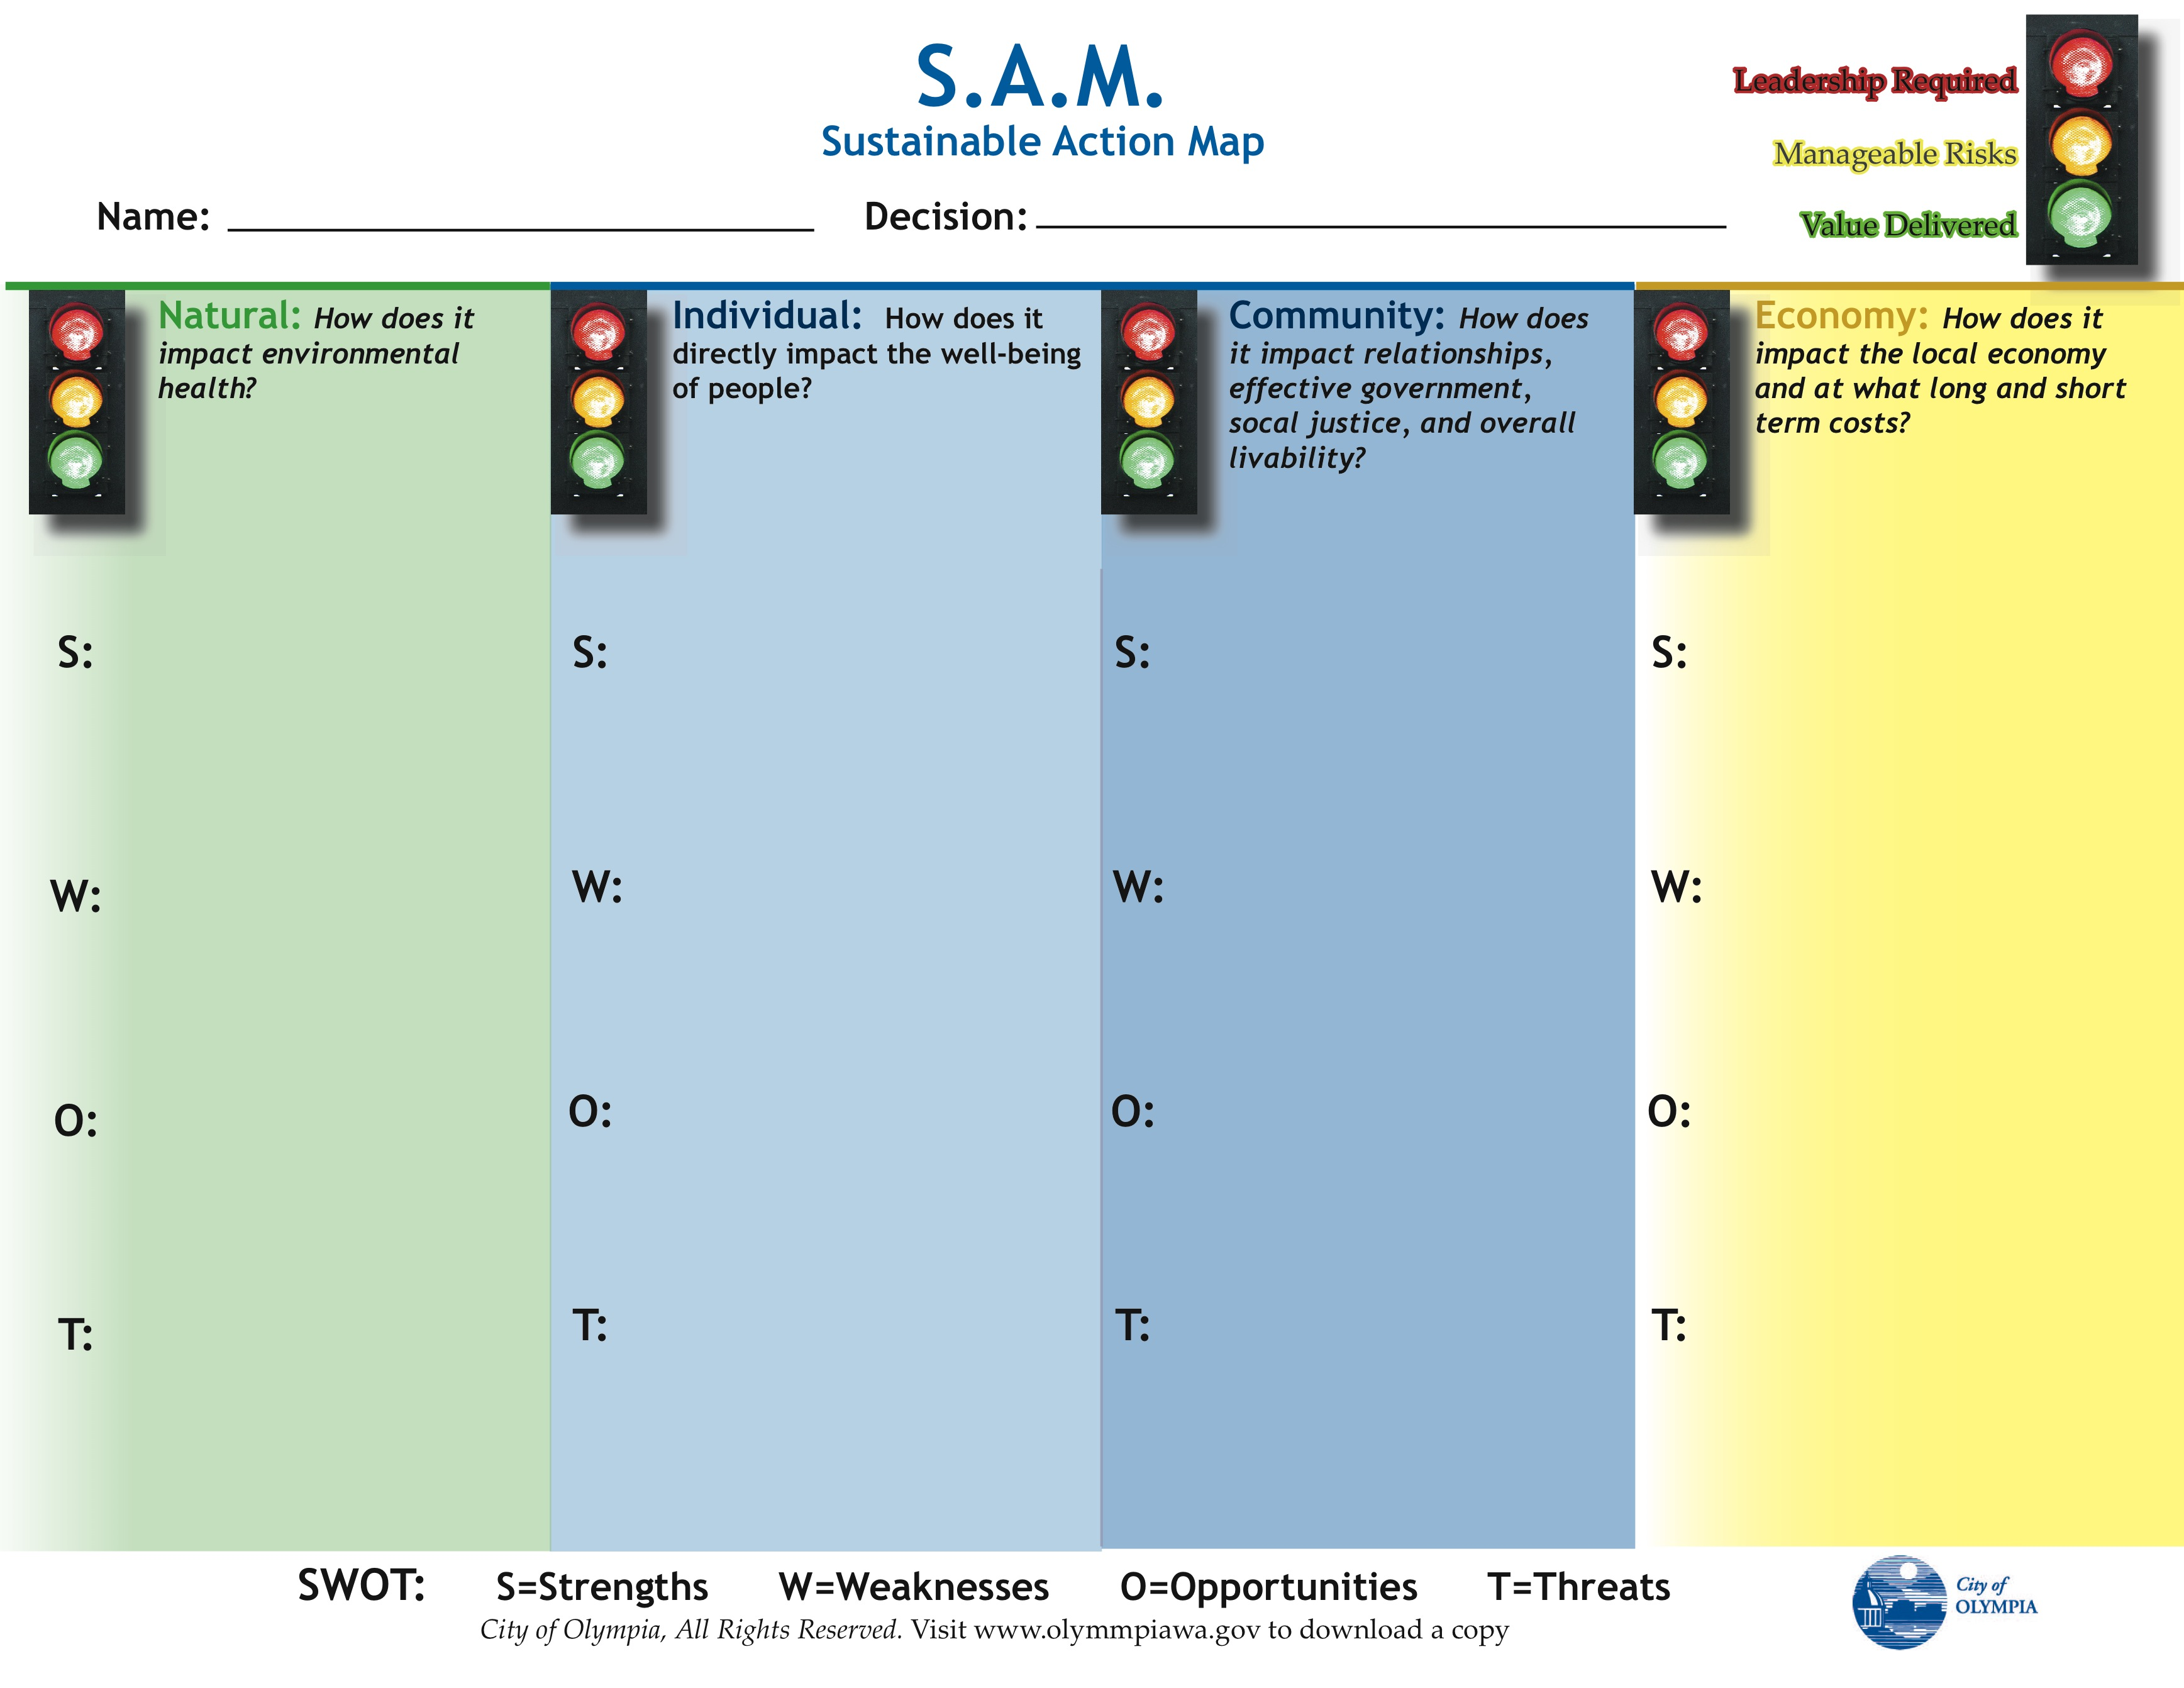 S.A.M.
Sustainable Action Map
Leadership Required
Manageable Risks
Value Delivered
Name:
Decision:
Natural: How does it
impact environmental
health?
Individual: How does it
directly impact the well-being
of people?
Community: How does
it impact relationships,
effective government,
socal justice, and overall
livability?
Economy: How does it
impact the local economy
and at what long and short
term costs?
S:
S:
S:
S:
W:
W:
W:
W:
O:
O:
O:
O:
T:
T:
T:
T:
SWOT: S=Strengths W=Weaknesses O=Opportunities T=Threats
City of Olympia, All Rights Reserved. Visit www.olymmpiawa.gov to download a copy
City of
OLYMPIA